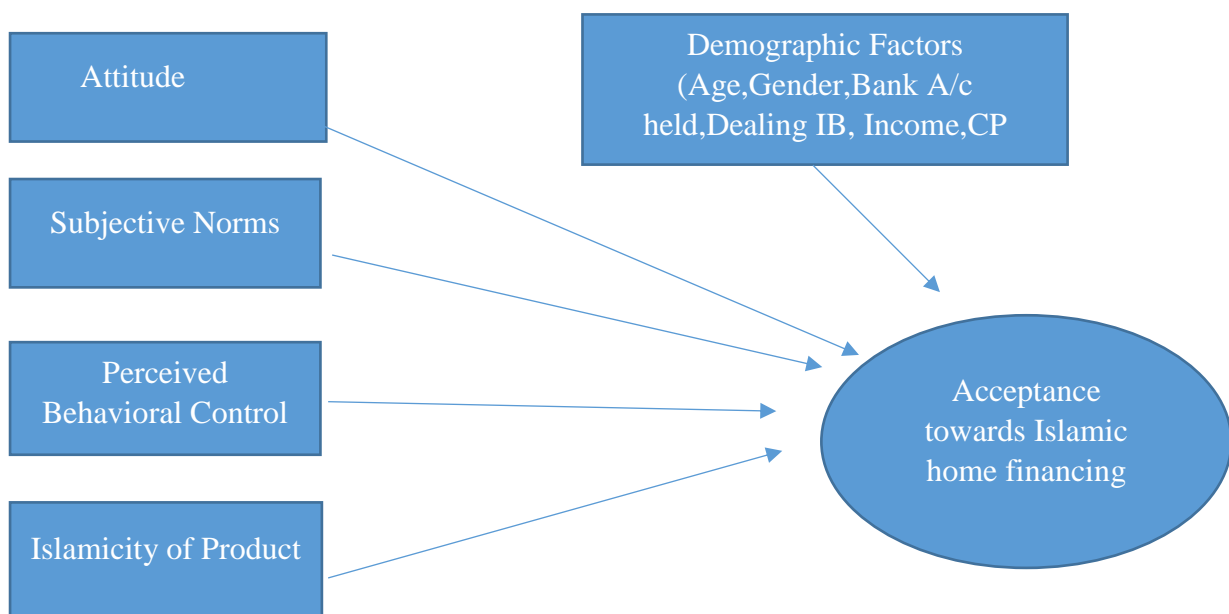 Attitude
Demographic Factors
(Age,Gender,Bank A/c
held,Dealing IB, Income,CP
Subjective Norms
Perceived
Behavioral Control
Islamicity of Product
Acceptance
towards Islamic
home financing